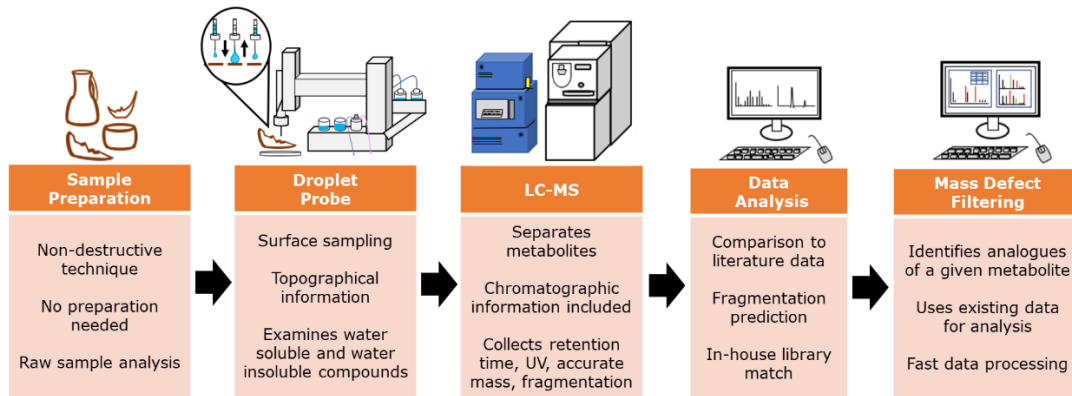 Sample
Preparation
Non-destructive
technique
No preparation
needed
Raw sample analysis
Droplet
Probe
Surface sampling
Topographical
information
Examines water
soluble and water
insoluble compounds
LC-MS
Separates
metabolites
Chromatographic
information included
Collects retention
time, UV, accurate
mass, fragmentation
Data
Analysis
Comparison to
literature data
Fragmentation
prediction
In-house library
match
Mass Defect
Filtering
Identifies analogues
of a given metabolite
Uses existing data
for analysis
Fast data processing